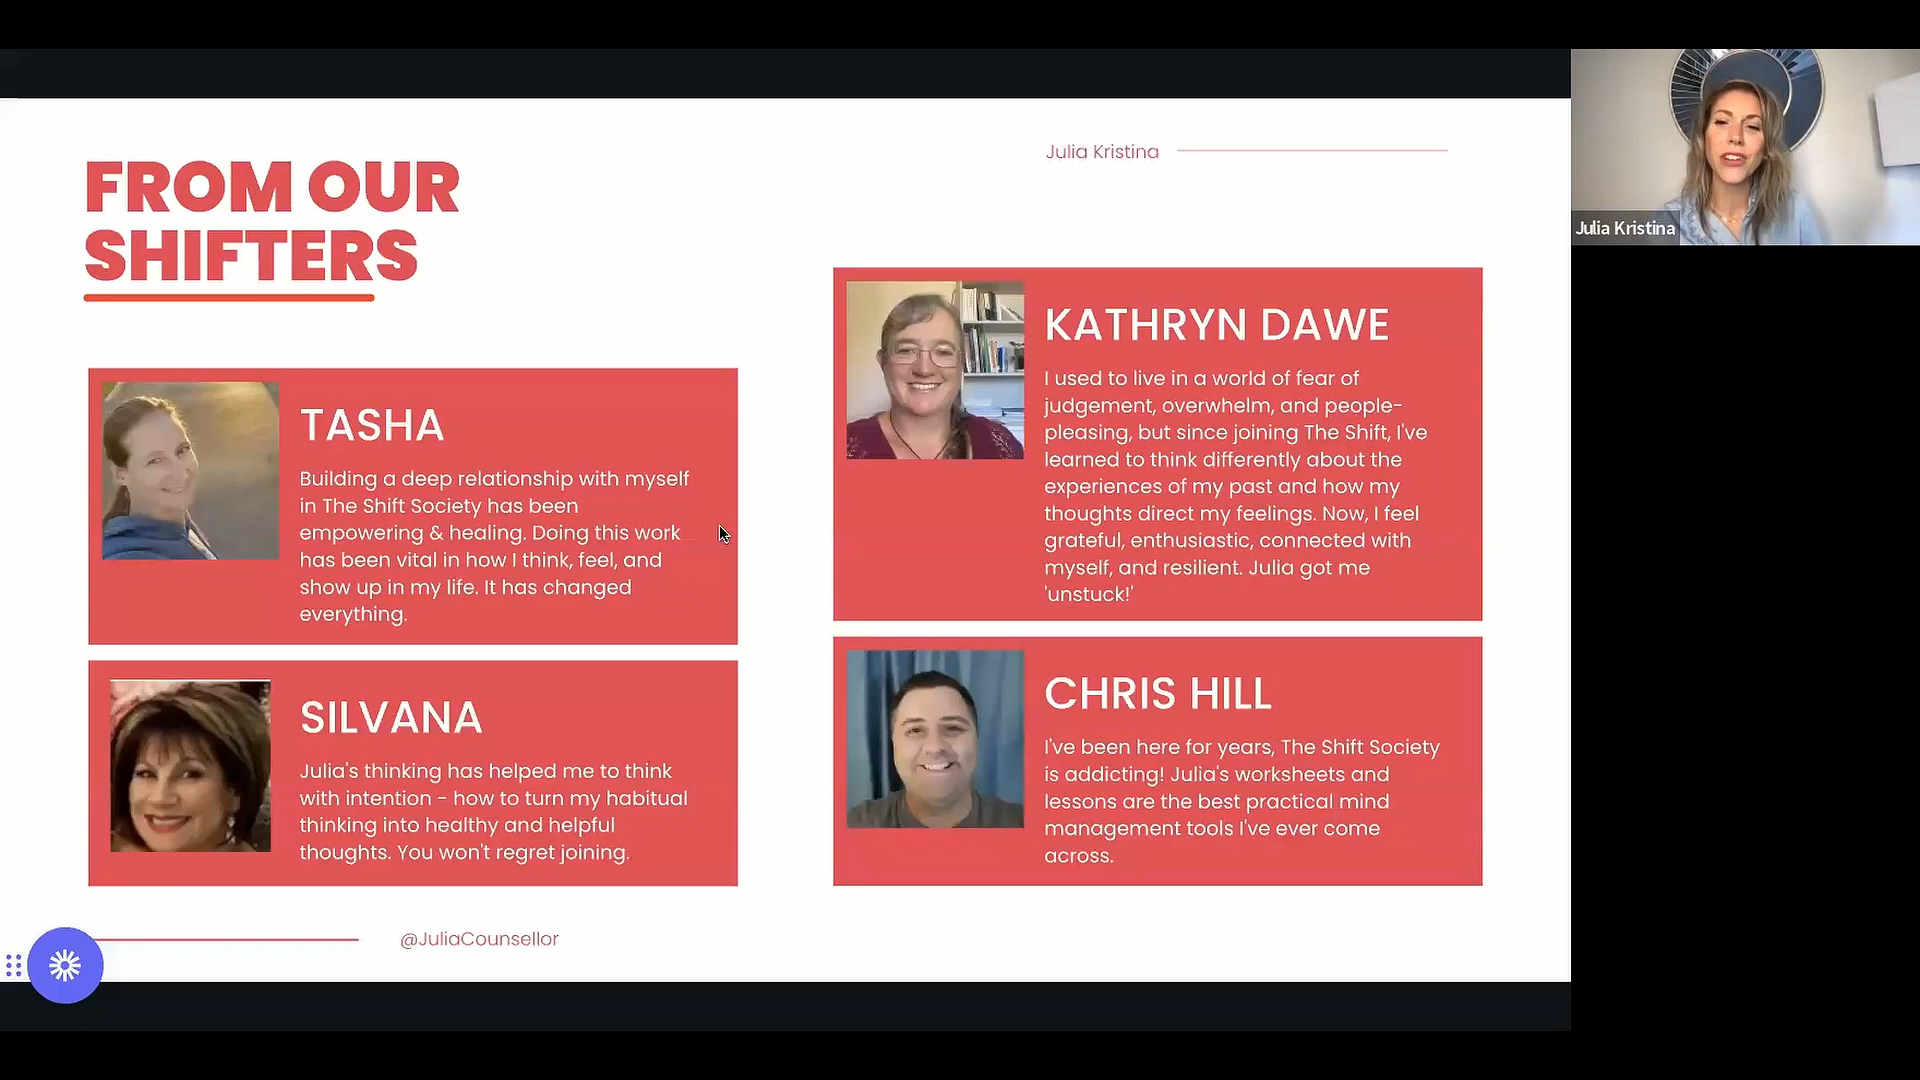 FROM OUR
SHIFTERS
Julia Kristina
TASHA
Building a deep relationship with myself
in The Shift Society has been
empowering & healing. Doing this work
has been vital in how I think, feel, and
show up in my life. It has changed
everything.
SILVANA
Julia's thinking has helped me to think
with intention - how to turn my habitual
thinking into healthy and helpful
thoughts. You won't regret joining.
KATHRYN DAWE
I used to live in a world of fear of
judgement, overwhelm, and people-
pleasing, but since joining The Shift, I've
learned to think differently about the
experiences of my past and how my
thoughts direct my feelings. Now, I feel
grateful, enthusiastic, connected with
myself, and resilient. Julia got me
'unstuck!'
CHRIS HILL
I've been here for years, The Shift Society
is addicting! Julia's worksheets and
lessons are the best practical mind
management tools I've ever come
across.
@JuliaCounsellor
Julia Kristina